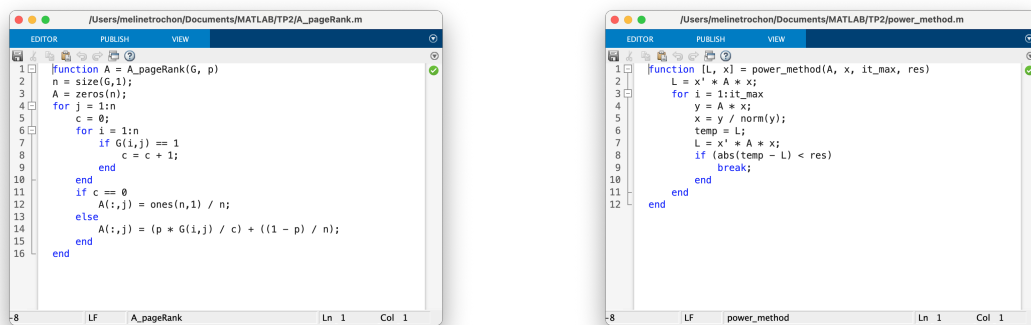 /Users/melinetrochon/Documents/MATLAB/TP2/A_pageRank.m
EDITOR PUBLISH VIEW
1 function A = A_pageRank(G, p)
2 n = size(G,1);
3 A = zeros(n);
4 for j = 1:n
5 c = 0;
6 for i = 1:n
7 if G(i,j) == 1
8 c = c + 1;
9 end
10 end
11 if c == 0
12 A(:,j) = ones(n,1) / n;
13 else
14 A(:,j) = (p * G(i,j) / c) + ((1 - p) / n);
15 end
16 end
-8 LF A_pageRank Ln 1 Col 1
/Users/melinetrochon/Documents/MATLAB/TP2/power_method.m
EDITOR PUBLISH VIEW
1 function [L, x] = power_method(A, x, it_max, res)
2 L = x' * A * x;
3 for i = 1:it_max
4 y = A * x;
5 x = y / norm(y);
6 temp = L;
7 L = x' * A * x;
8 if (abs(temp - L) < res)
9 break;
10 end
11 end
12 end
-8 LF power_method Ln 1 Col 1